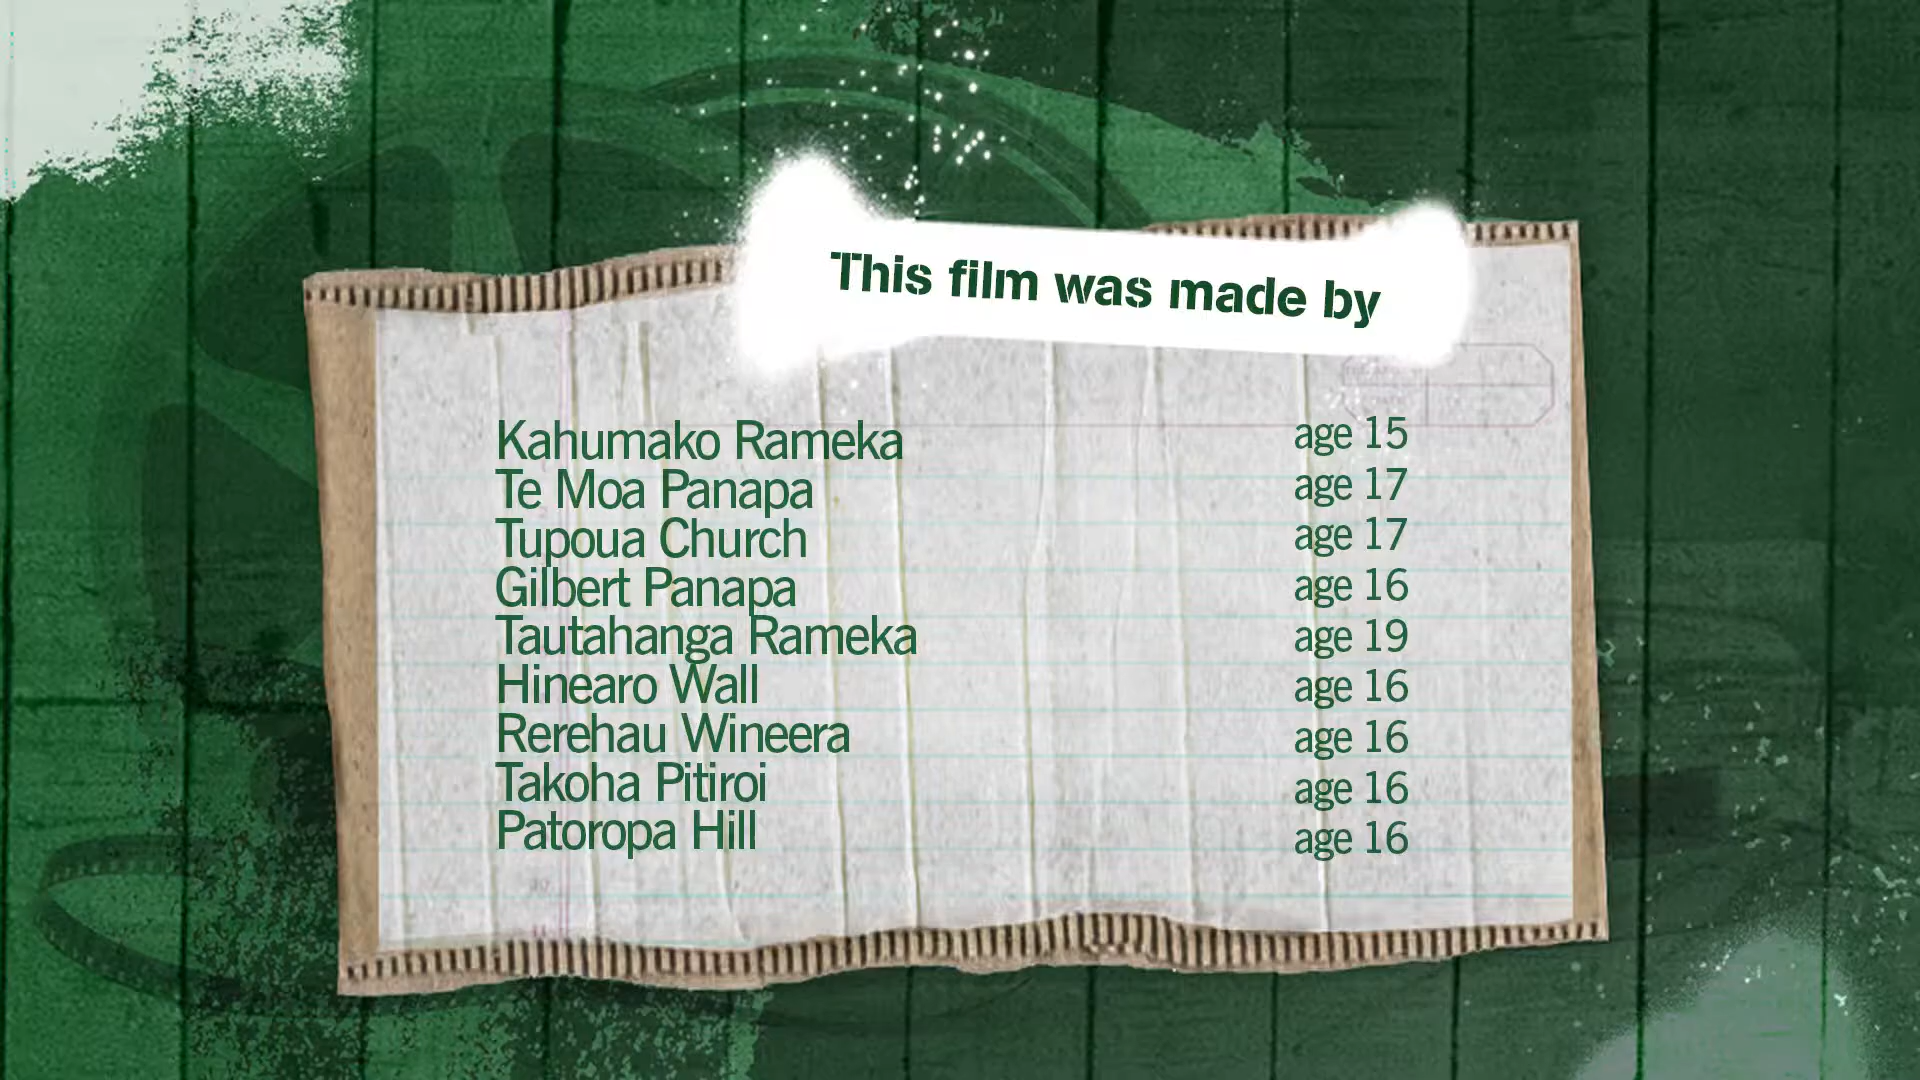 This film was made by
Kahumako Rameka age 15
Te Moa Panapa age 17
Tupoua Church age 17
Gilbert Panapa age 16
Tautahanga Rameka age 19
Hinearo Wall age 16
Rerehau Wineera age 16
Takoha Pitiroi age 16
Patoropa Hill age 16